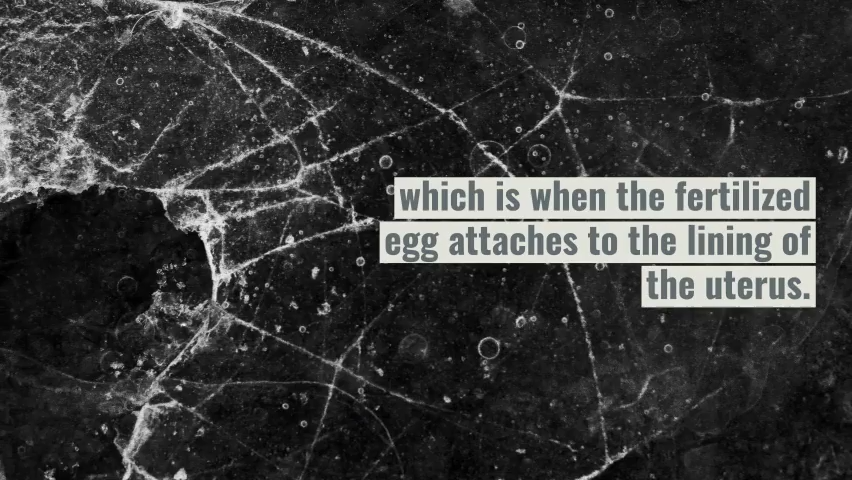 which is when the fertilized
egg attaches to the lining of
the uterus.